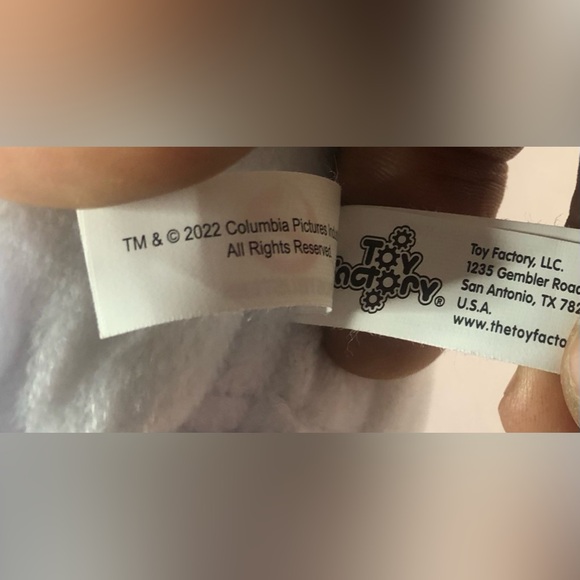 TM & © 2022 Columbia Pictures
All Rights Reserved
Toy
Factory®
Toy Factory, LLC.
1235 Gembler Road
San Antonio, TX 782
U.S.A.
www.thetoyfacto